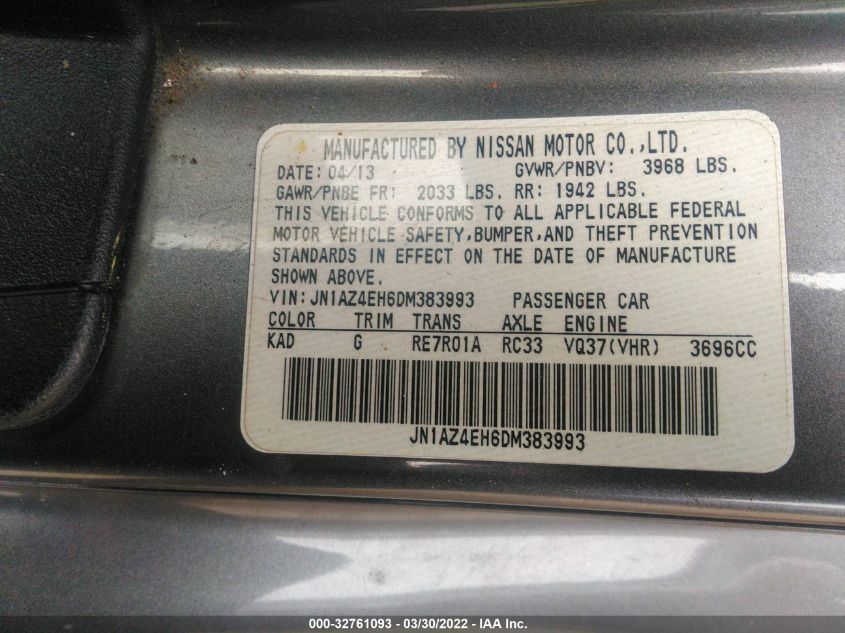 MANUFACTURED BY NISSAN MOTOR CO.,LTD.
DATE: 04/13 GVWR/PNBV: 3968 LBS.
GAWR/PNBE FR: 2033 LBS. RR: 1942 LBS.
THIS VEHICLE CONFORMS TO ALL APPLICABLE FEDERAL
MOTOR VEHICLE SAFETY,BUMPER,AND THEFT PREVENTION
STANDARDS IN EFFECT ON THE DATE OF MANUFACTURE
SHOWN ABOVE.
VIN:JN1AZ4EH6DM383993 PASSENGER CAR
COLOR TRIM TRANS AXLE ENGINE
KAD G RE7R01A RC33 VQ37(VHR) 3696CC
JN1AZ4EH6DM383993
000-32761093 - 03/30/2022 - IAA Inc.